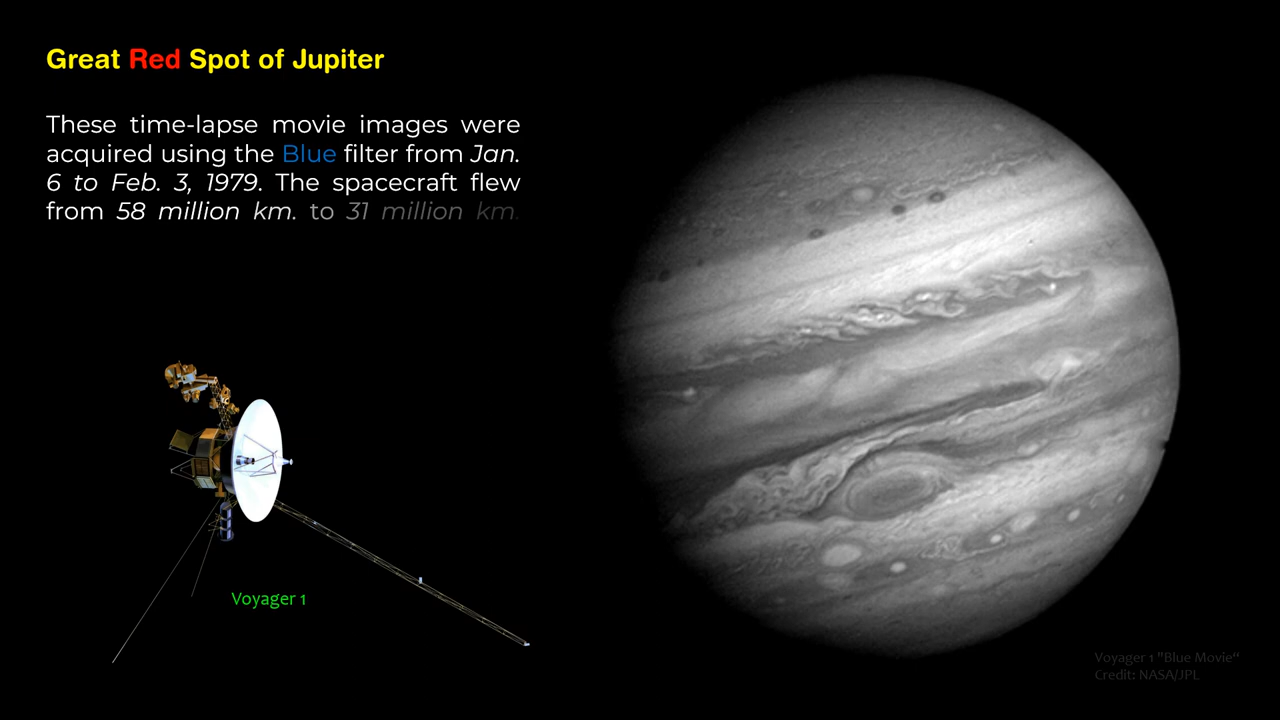 Great Red Spot of Jupiter
These time-lapse movie images were
acquired using the Blue filter from Jan.
6 to Feb. 3, 1979. The spacecraft flew
from 58 million km. to 31 million km.
Voyager 1
Voyager 1 "Blue Movie“
Credit: NASA/JPL